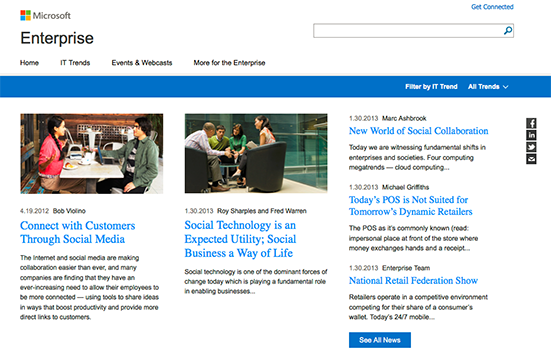 Get Connected
Microsoft
Enterprise
Home IT Trends Events & Webcasts More for the Enterprise
Filter by IT Trend All Trends
4.19.2012 Bob Violino
Connect with Customers
Through Social Media
The Internet and social media are making
collaboration easier than ever, and many
companies are finding that they have an
ever-increasing need to allow their employees to
be more connected — using tools to share ideas
in ways that boost productivity and provide more
direct links to customers.
1.30.2013 Roy Sharples and Fred Warren
Social Technology is an
Expected Utility; Social
Business a Way of Life
Social technology is one of the dominant forces of
change today which is playing a fundamental role
in enabling businesses...
1.30.2013 Marc Ashbrook
New World of Social Collaboration
Today we are witnessing fundamental shifts in
enterprises and societies. Four computing
megatrends — cloud computing...
1.30.2013 Michael Griffiths
Today's POS is Not Suited for
Tomorrow's Dynamic Retailers
The POS as it's commonly known (read:
impersonal place at front of the store where
money exchanges hands and a receipt...
1.30.2013 Enterprise Team
National Retail Federation Show
Retailers operate in a competitive environment
competing for their share of a consumer's
wallet. Today's 24/7 mobile...
See All News